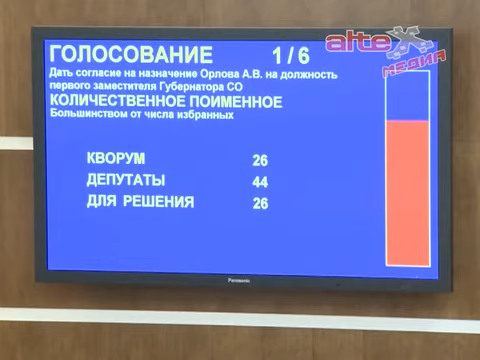 alteX
МЕДИА
ГОЛОСОВАНИЕ 1 / 6
Дать согласие на назначение Орлова А.В. на должность
первого заместителя Губернатора СО
КОЛИЧЕСТВЕННОЕ ПОИМЕННОЕ
Большинством от числа избранных
КВОРУМ 26
ДЕПУТАТЫ 44
ДЛЯ РЕШЕНИЯ 26
Panasonic